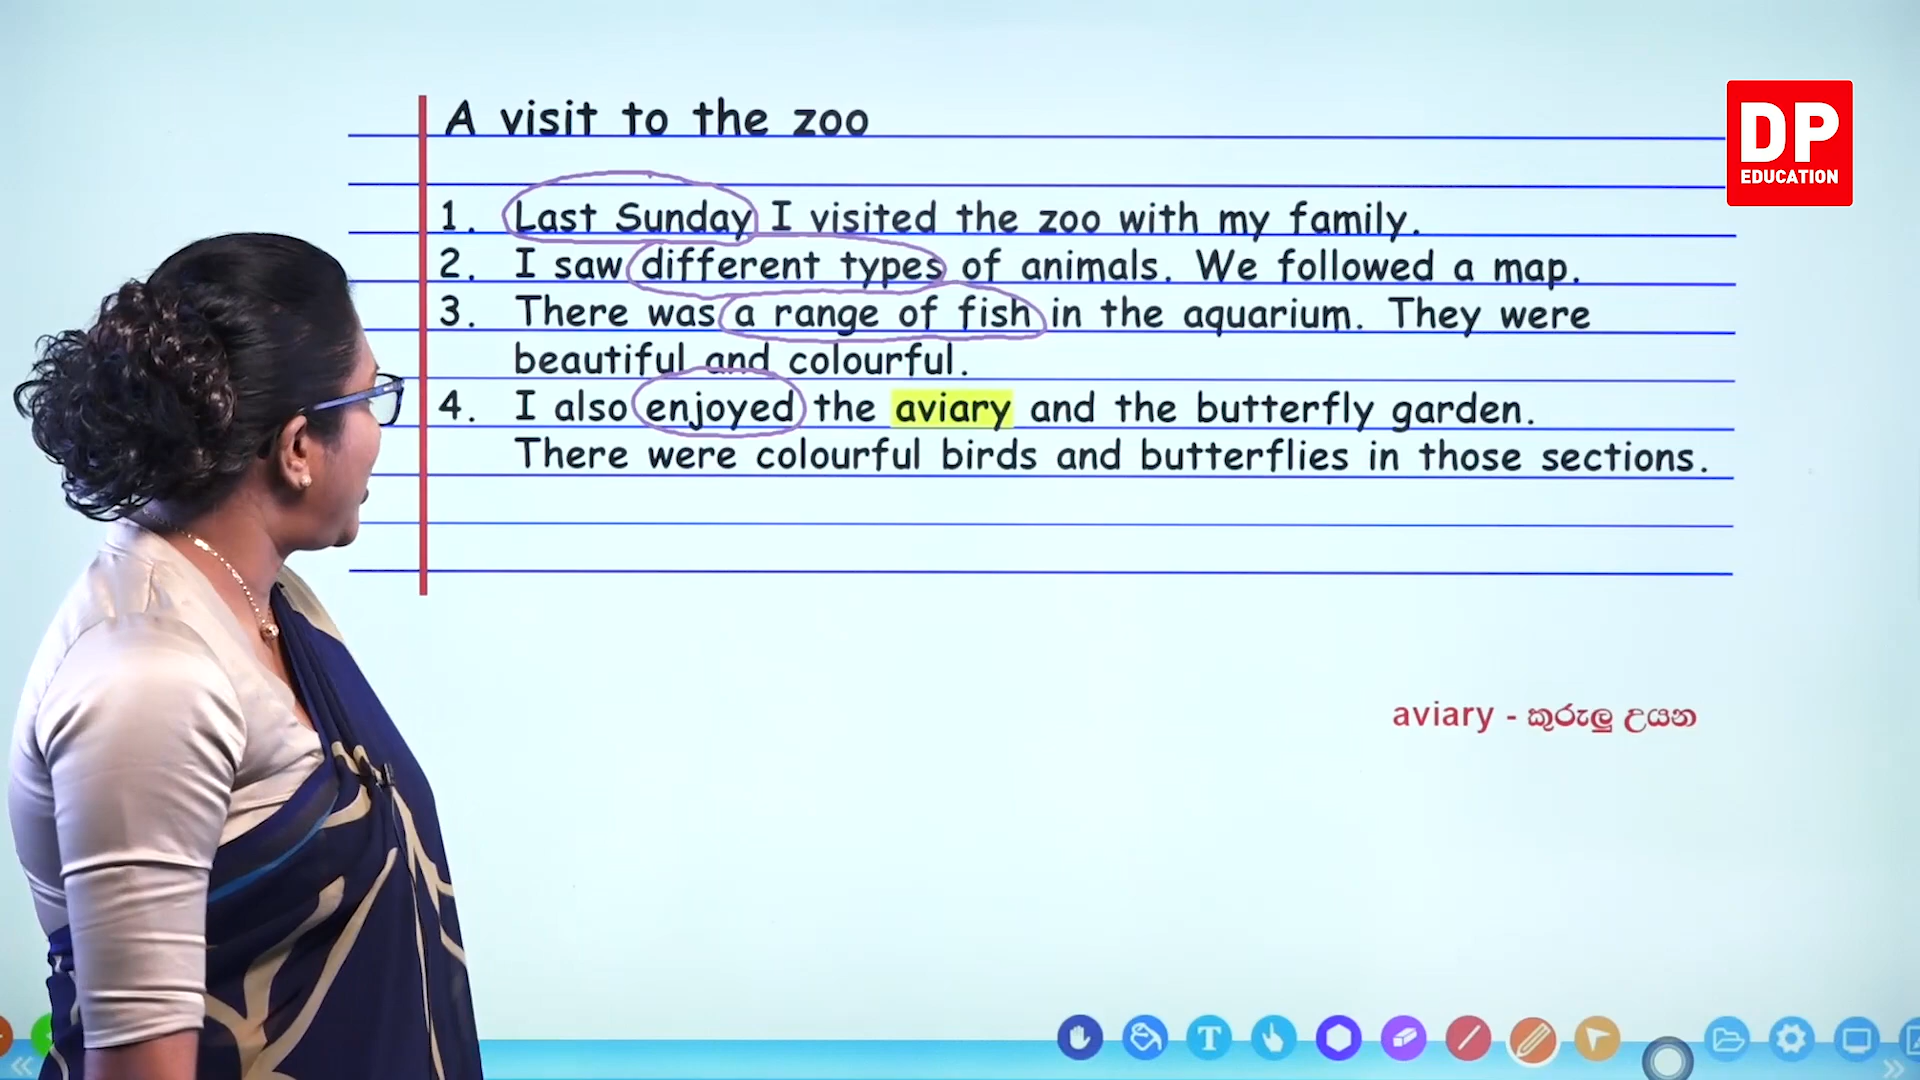 A visit to the zoo
DP
EDUCATION
1. Last Sunday I visited the zoo with my family.
2. I saw different types of animals. We followed a map.
3. There was a range of fish in the aquarium. They were
beautiful and colourful.
4. I also enjoyed the aviary and the butterfly garden.
There were colourful birds and butterflies in those sections.
aviary - කුරුලු උයන
T